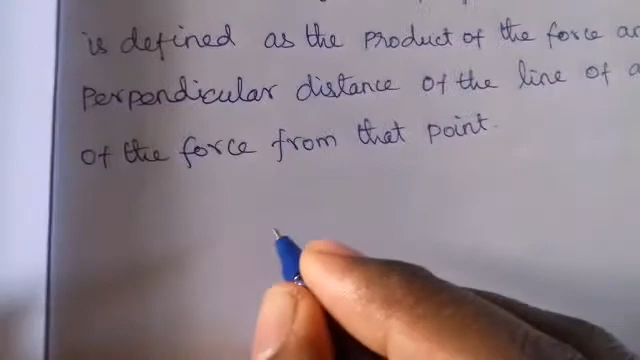 is defined as the product of the force
perpendicular distance of the line of
of the force from that point.